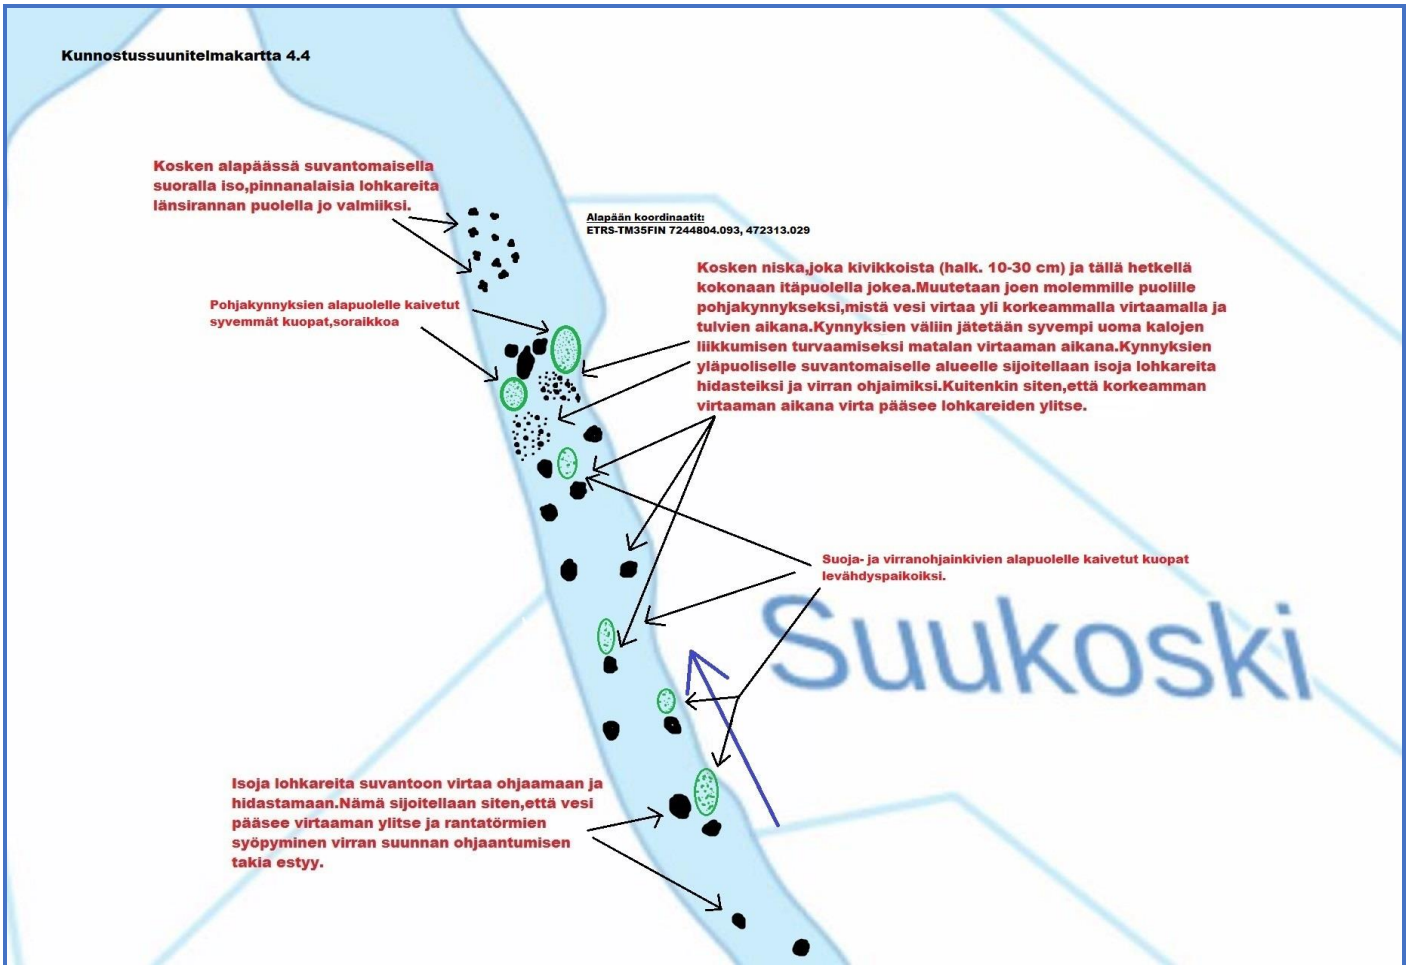 Kunnostussuunitelmakartta 4.4
Kosken alapäässä suvantomaisella
suoralla iso,pinnanalaisia lohkareita
länsirannan puolella jo valmiiksi.
Alapään koordinaatit:
ETRS-TM35FIN 7244804.093, 472313.029
Kosken niska,joka kivikkoista (halk. 10-30 cm) ja tällä hetkellä
kokonaan itäpuolella jokea.Muutetaan joen molemmille puolille
pohjakynnykseksi,mistä vesi virtaa yli korkeammalla virtaamalla ja
tulvien aikana.Kynnyksien väliin jätetään syvempi uoma kalojen
liikkumisen turvaamiseksi matalan virtaaman aikana.Kynnyksien
yläpuoliselle suvantomaiselle alueelle sijoitellaan isoja lohkareita
hidasteiksi ja virran ohjaimiksi.Kuitenkin siten,että korkeamman
virtaaman aikana virta pääsee lohkareiden ylitse.
Pohjakynnyksien alapuolelle kaivetut
syvemmät kuopat,soraikkoa
Suoja- ja virranohjainkivien alapuolelle kaivetut kuopat
levähdyspaikoiksi.
Suukoski
Isoja lohkareita suvantoon virtaa ohjaamaan ja
hidastamaan.Nämä sijoitellaan siten,että vesi
pääsee virtaaman ylitse ja rantatörmien
syöpyminen virran suunnan ohjaantumisen
takia estyy.